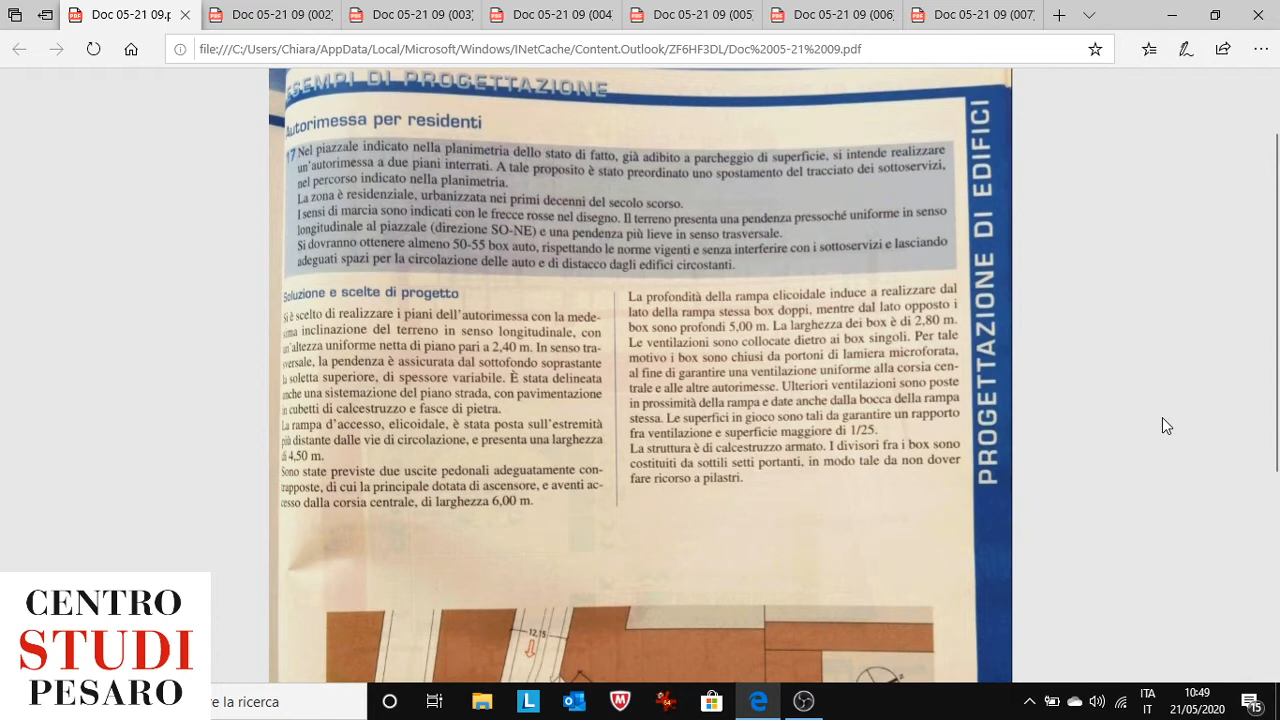 Doc 05-21 09.p
Doc 05-21 09 (002)
Doc 05-21 09 (003)
Doc 05-21 09 (004)
Doc 05-21 09 (005)
Doc 05-21 09 (006)
Doc 05-21 09 (007)
file:///C:/Users/Chiara/AppData/Local/Microsoft/Windows/INetCache/Content.Outlook/ZF6HF3DL/Doc%2005-21%2009.pdf
ESEMPI DI PROGETTAZIONE
PROGETTAZIONE DI EDIFICI
Autorimessa per residenti
17 Nel piazzale indicato nella planimetria dello stato di fatto, già adibito a parcheggio di superficie, si intende realizzare
un'autorimessa a due piani interrati. A tale proposito è stato preordinato uno spostamento del tracciato dei sottoservizi,
nel percorso indicato nella planimetria.
La zona è residenziale, urbanizzata nei primi decenni del secolo scorso.
I sensi di marcia sono indicati con le frecce rosse nel disegno. Il terreno presenta una pendenza pressoché uniforme in senso
longitudinale al piazzale (direzione SO-NE) e una pendenza più lieve in senso trasversale.
Si dovranno ottenere almeno 50-55 box auto, rispettando le norme vigenti e senza interferire con i sottoservizi e lasciando
adeguati spazi per la circolazione delle auto e di distacco dagli edifici circostanti.
Soluzione e scelte di progetto
Si è scelto di realizzare i piani dell'autorimessa con la mede-
sima inclinazione del terreno in senso longitudinale, con
un'altezza uniforme netta di piano pari a 2,40 m. In senso tra-
sversale, la pendenza è assicurata dal sottofondo soprastante
la soletta superiore, di spessore variabile. È stata delineata
anche una sistemazione del piano strada, con pavimentazione
in cubetti di calcestruzzo e fasce di pietra.
La rampa d'accesso, elicoidale, è stata posta sull'estremità
più distante dalle vie di circolazione, e presenta una larghezza
di 4,50 m.
Sono state previste due uscite pedonali adeguatamente con-
trapposte, di cui la principale dotata di ascensore, e aventi ac-
cesso dalla corsia centrale, di larghezza 6,00 m.
La profondità della rampa elicoidale induce a realizzare dal
lato della rampa stessa box doppi, mentre dal lato opposto i
box sono profondi 5,00 m. La larghezza dei box è di 2,80 m.
Le ventilazioni sono collocate dietro ai box singoli. Per tale
motivo i box sono chiusi da portoni di lamiera microforata,
al fine di garantire una ventilazione uniforme alla corsia cen-
trale e alle altre autorimesse. Ulteriori ventilazioni sono poste
in prossimità della rampa e date anche dalla bocca della rampa
stessa. Le superfici in gioco sono tali da garantire un rapporto
fra ventilazione e superficie maggiore di 1/25.
La struttura è di calcestruzzo armato. I divisori fra i box sono
costituiti da sottili setti portanti, in modo tale da non dover
fare ricorso a pilastri.
12,15
CENTRO
STUDI
PESARO
re la ricerca
L
64
ITA
IT
10:49
21/05/2020
15